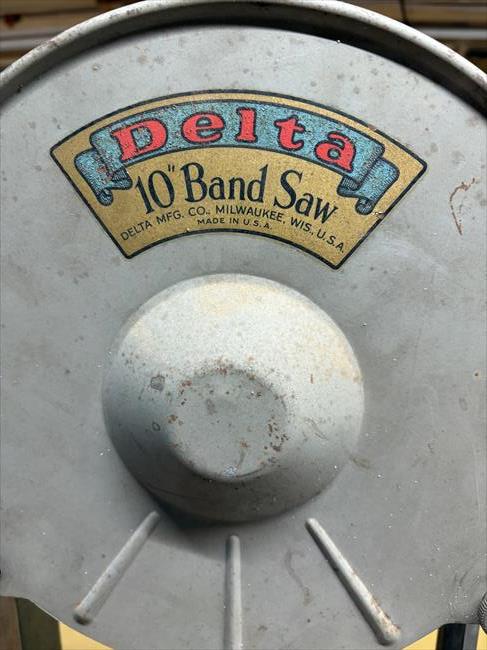 Delta
10" Band Saw
DELTA MFG. CO., MILWAUKEE, WIS., U.S.A.
MADE IN U.S.A.